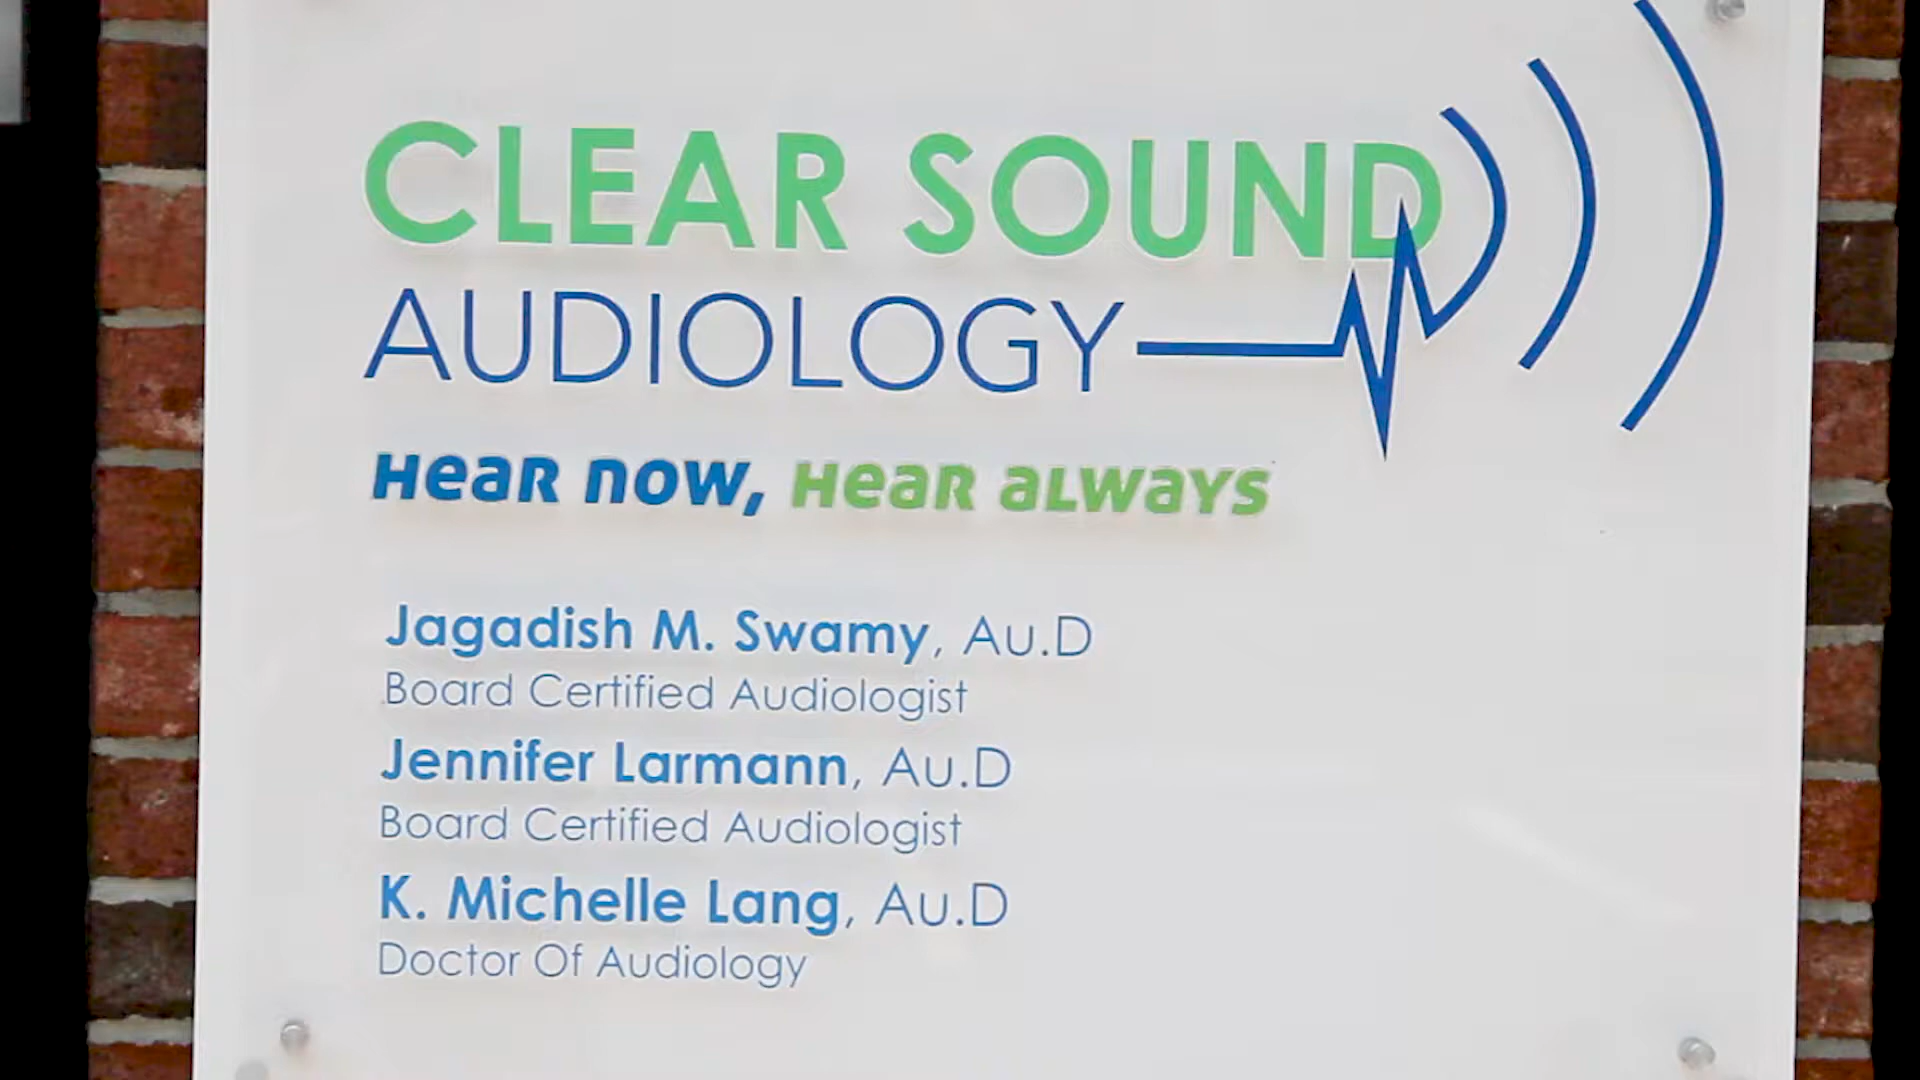 CLEAR SOUND
AUDIOLOGY
Hear now, Hear always
Jagadish M. Swamy, Au.D
Board Certified Audiologist
Jennifer Larmann, Au.D
Board Certified Audiologist
K. Michelle Lang, Au.D
Doctor Of Audiology